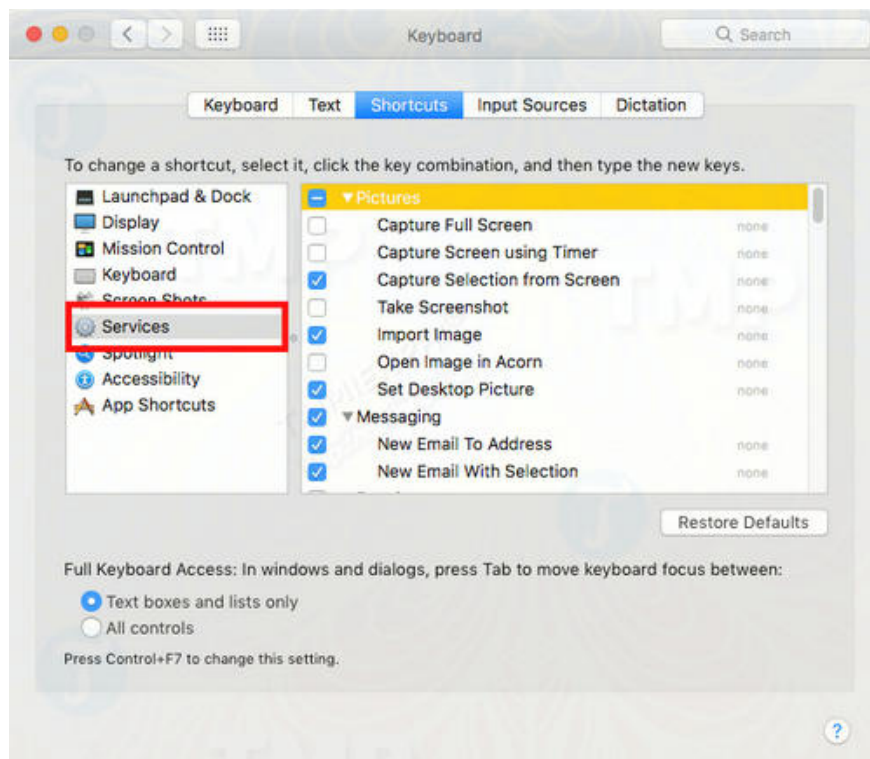 Keyboard
Search
Keyboard Text Shortcuts Input Sources Dictation
To change a shortcut, select it, click the key combination, and then type the new keys.
Launchpad & Dock
Display
Mission Control
Keyboard
Screen Shots
Services
Spotlight
Accessibility
App Shortcuts
Pictures
Capture Full Screen none
Capture Screen using Timer none
Capture Selection from Screen none
Take Screenshot none
Import Image none
Open Image in Acorn none
Set Desktop Picture none
Messaging
New Email To Address none
New Email With Selection none
Restore Defaults
Full Keyboard Access: In windows and dialogs, press Tab to move keyboard focus between:
Text boxes and lists only
All controls
Press Control+F7 to change this setting.
?